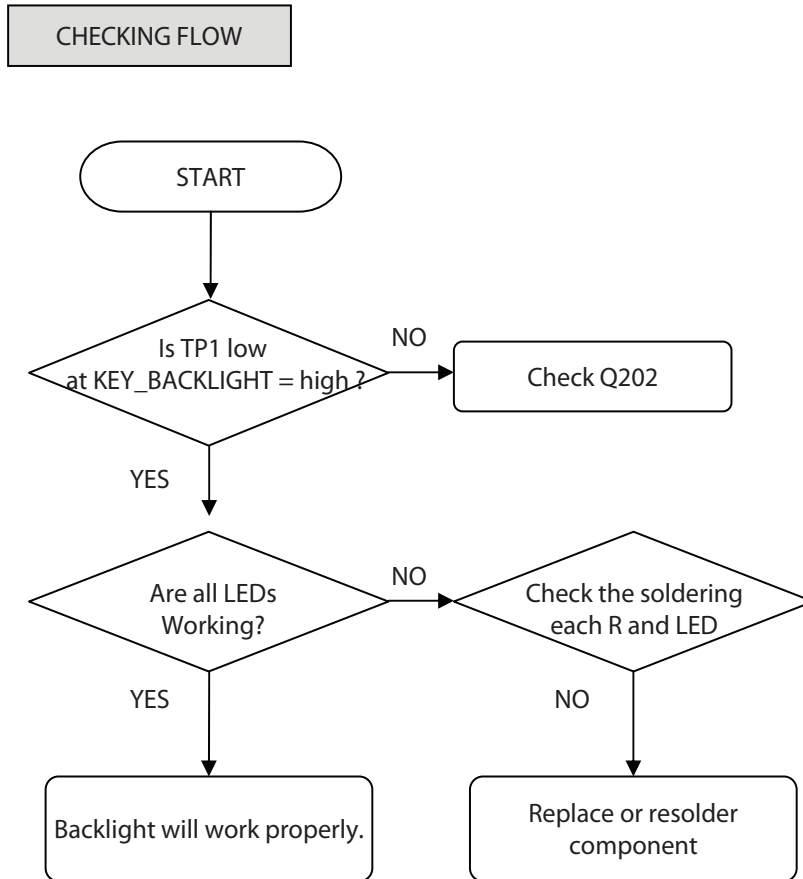 CHECKING FLOW
START
Is TP1 low
at KEY_BACKLIGHT = high ?
NO
Check Q202
YES
Are all LEDs
Working?
NO
Check the soldering
each R and LED
YES
NO
Backlight will work properly.
Replace or resolder
component